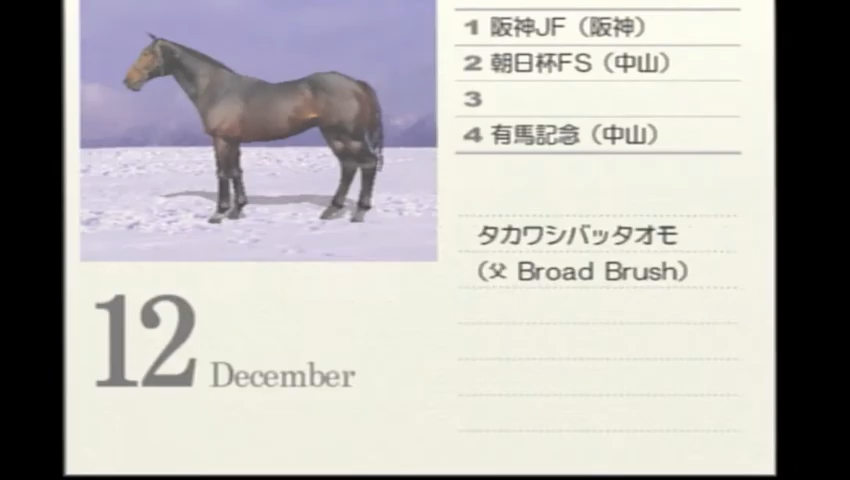 1 阪神JF（阪神）
2 朝日杯FS（中山）
3
4 有馬記念（中山）
タカワシバッタオモ
（父 Broad Brush）
12 December